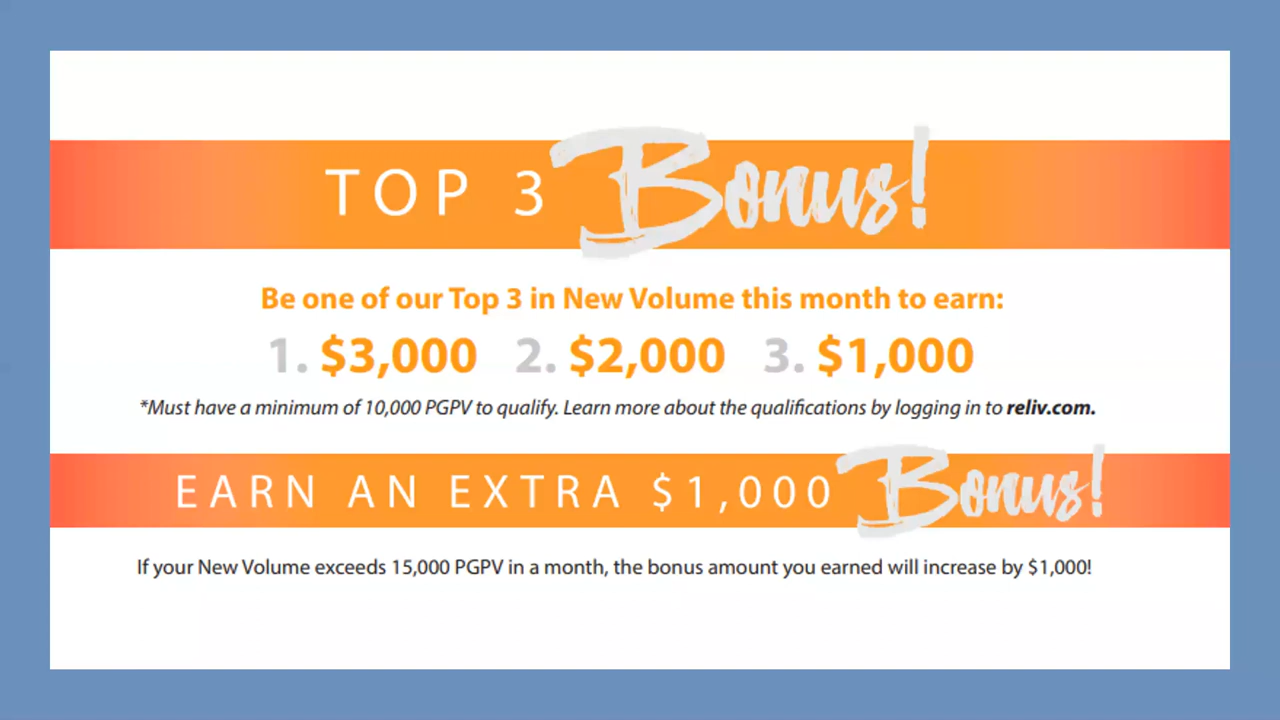 TOP 3 Bonus!
Be one of our Top 3 in New Volume this month to earn:
1. $3,000 2. $2,000 3. $1,000
*Must have a minimum of 10,000 PGPV to qualify. Learn more about the qualifications by logging in to reliv.com.
EARN AN EXTRA $1,000 Bonus!
If your New Volume exceeds 15,000 PGPV in a month, the bonus amount you earned will increase by $1,000!